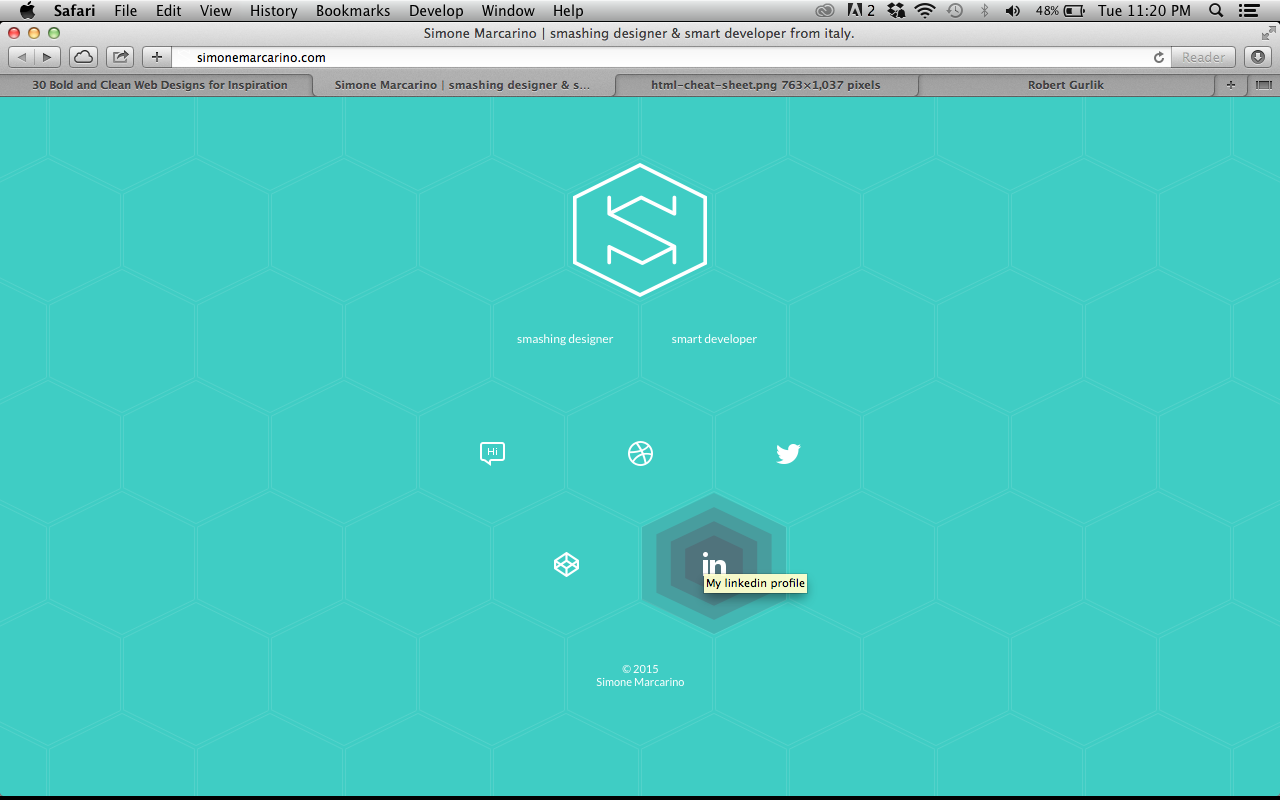 Safari File Edit View History Bookmarks Develop Window Help 2 48% Tue 11:20 PM
Simone Marcarino | smashing designer & smart developer from italy.
simonemarcarino.com Reader
30 Bold and Clean Web Designs for Inspiration Simone Marcarino | smashing designer & s... html-cheat-sheet.png 763×1,037 pixels Robert Gurlik
S
smashing designer smart developer
Hi
in
My linkedin profile
© 2015
Simone Marcarino